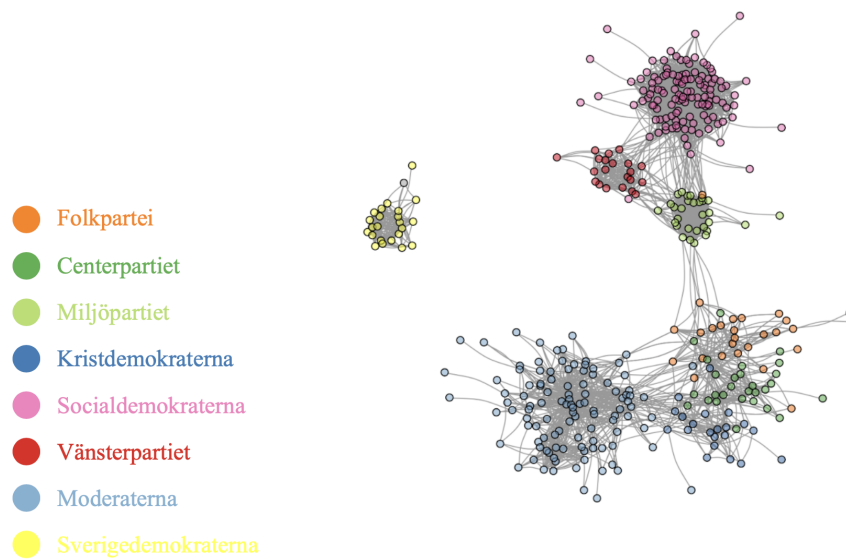 Folkpartei
Centerpartiet
Miljöpartiet
Kristdemokraterna
Socialdemokraterna
Vänsterpartiet
Moderaterna
Sverigedemokraterna